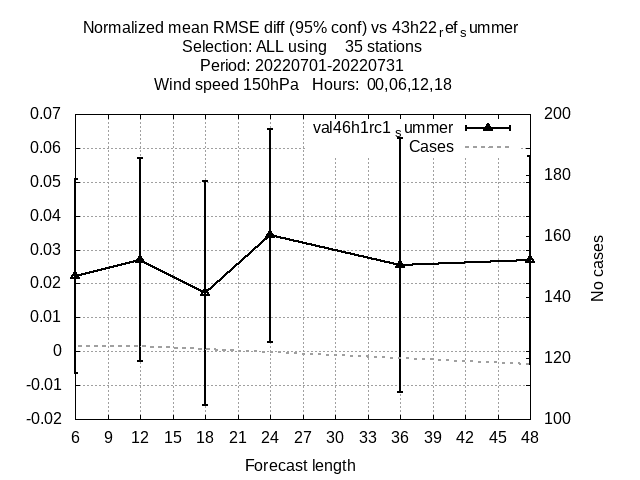 Normalized mean RMSE diff (95% conf) vs 43h22refsummer
Selection: ALL using 35 stations
Period: 20220701-20220731
Wind speed 150hPa Hours: 00,06,12,18
0.07
0.06
0.05
0.04
0.03
0.02
0.01
0
-0.01
-0.02
val46h1rc1summer
Cases
200
180
160
140
120
100
No cases
6 9 12 15 18 21 24 27 30 33 36 39 42 45 48
Forecast length